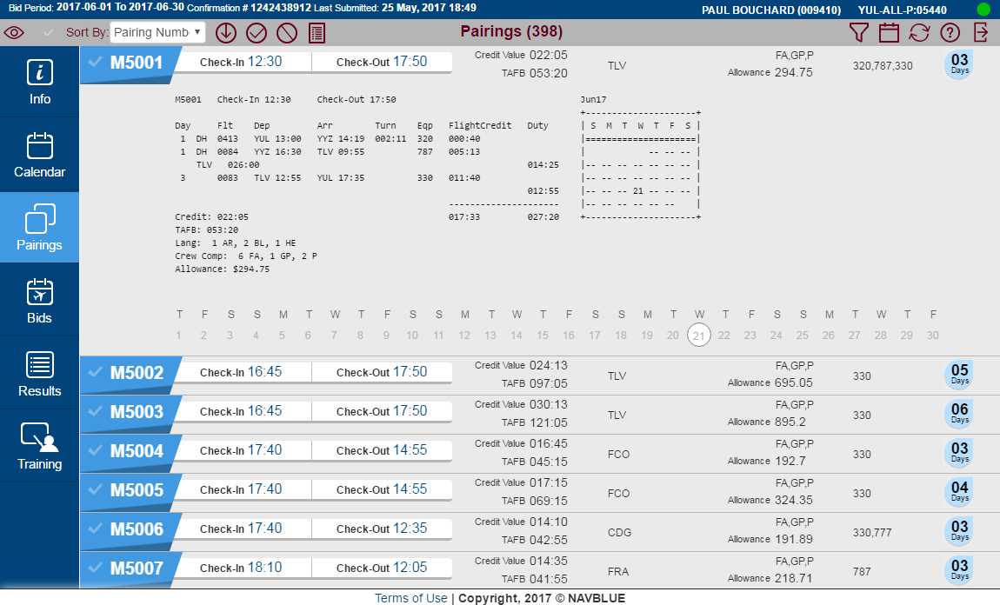 Bid Period: 2017-06-01 To 2017-06-30 Confirmation # 1242438912 Last Submitted: 25 May, 2017 18:49
PAUL BOUCHARD (009410) YUL-ALL-P:05440
Sort By: Pairing Numb
Pairings (398)
Info
Calendar
Pairings
Bids
Results
Training
M5001 Check-In 12:30 Check-Out 17:50 Credit Value 022:05 TAFB 053:20 TLV FA,GP,P Allowance 294.75 320,787,330 03 Days
M5001 Check-In 12:30 Check-Out 17:50
Day Flt Dep Arr Turn Eqp FlightCredit Duty
1 DH 0413 YUL 13:00 YYZ 14:19 002:11 320 000:40
1 DH 0084 YYZ 16:30 TLV 09:55 787 005:13
TLV 026:00 014:25
3 0083 TLV 12:55 YUL 17:35 330 011:40
012:55
---------------------
Credit: 022:05 017:33 027:20
TAFB: 053:20
Lang: 1 AR, 2 BL, 1 HE
Crew Comp: 6 FA, 1 GP, 2 P
Allowance: $294.75
Jun17
+---------------------+
| S M T W T F S |
|=====================|
| -- -- -- |
|-- -- -- -- -- -- -- |
|-- -- -- -- -- -- -- |
|-- -- -- 21 -- -- -- |
|-- -- -- -- -- -- |
+---------------------+
T F S S M T W T F S S M T W T F S S M T W T F S S M T W T F
1 2 3 4 5 6 7 8 9 10 11 12 13 14 15 16 17 18 19 20 21 22 23 24 25 26 27 28 29 30
M5002 Check-In 16:45 Check-Out 17:50 Credit Value 024:13 TAFB 097:05 TLV FA,GP,P Allowance 695.05 330 05 Days
M5003 Check-In 16:45 Check-Out 17:50 Credit Value 030:13 TAFB 121:05 TLV FA,GP,P Allowance 895.2 330 06 Days
M5004 Check-In 17:40 Check-Out 14:55 Credit Value 016:45 TAFB 045:15 FCO FA,GP,P Allowance 192.7 330 03 Days
M5005 Check-In 17:40 Check-Out 14:55 Credit Value 017:15 TAFB 069:15 FCO FA,GP,P Allowance 324.35 330 04 Days
M5006 Check-In 17:40 Check-Out 12:35 Credit Value 014:10 TAFB 042:55 CDG FA,GP,P Allowance 191.89 330,777 03 Days
M5007 Check-In 18:10 Check-Out 12:05 Credit Value 014:35 TAFB 041:55 FRA FA,GP,P Allowance 218.71 787 03 Days
Terms of Use | Copyright, 2017 © NAVBLUE